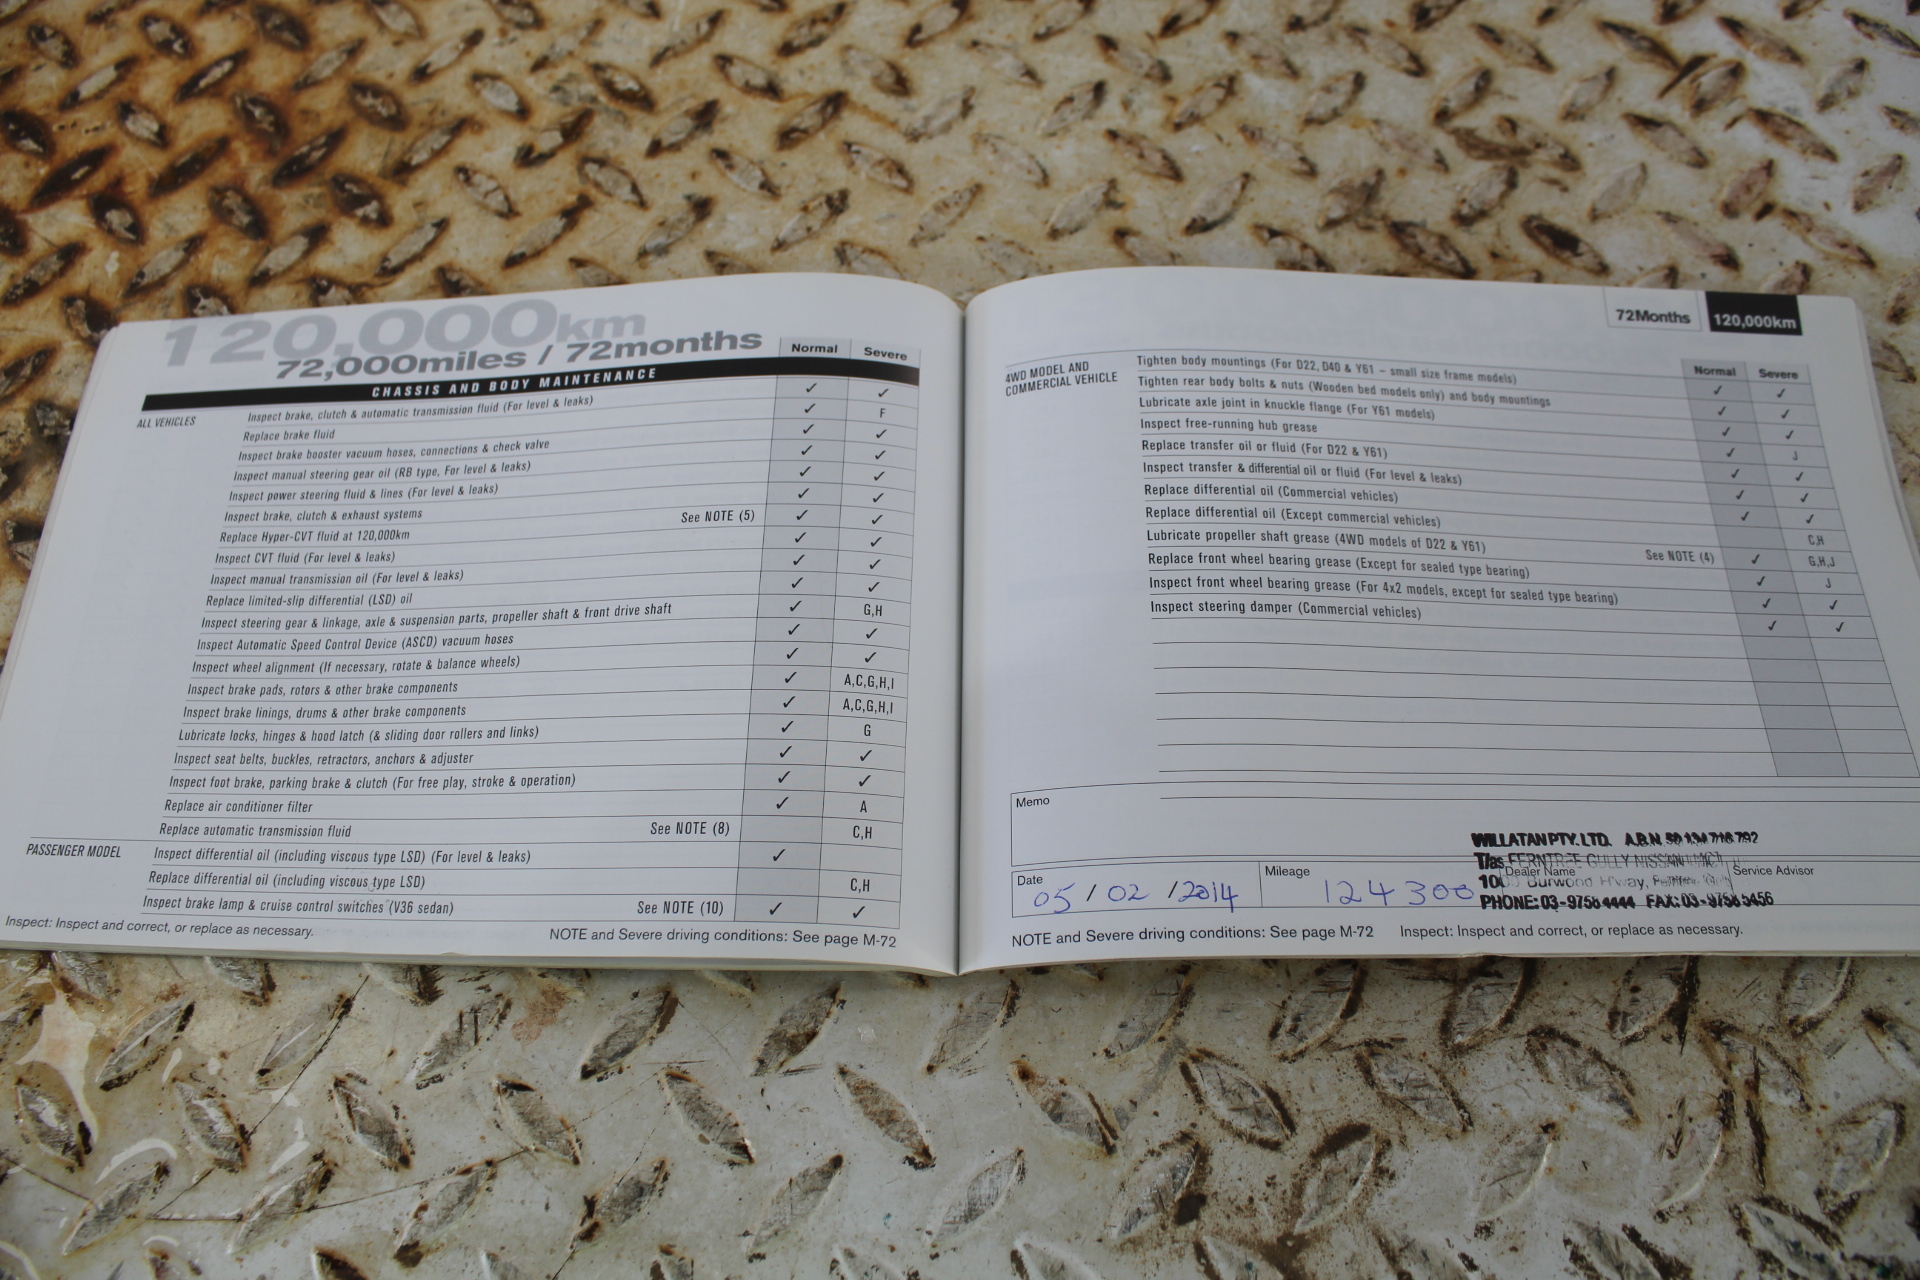 120,000km
72,000miles / 72months
Normal Severe
CHASSIS AND BODY MAINTENANCE
ALL VEHICLES
Inspect brake, clutch & automatic transmission fluid (For level & leaks) ✓ ✓
Replace brake fluid ✓ F
Inspect brake booster vacuum hoses, connections & check valve ✓ ✓
Inspect manual steering gear oil (RB type, For level & leaks) ✓ ✓
Inspect power steering fluid & lines (For level & leaks) ✓ ✓
Inspect brake, clutch & exhaust systems ✓ ✓
Replace Hyper-CVT fluid at 120,000km See NOTE (5) ✓ ✓
Inspect CVT fluid (For level & leaks) ✓ ✓
Inspect manual transmission oil (For level & leaks) ✓ ✓
Replace limited-slip differential (LSD) oil ✓ ✓
Inspect steering gear & linkage, axle & suspension parts, propeller shaft & front drive shaft ✓ G,H
Inspect Automatic Speed Control Device (ASCD) vacuum hoses ✓ ✓
Inspect wheel alignment (If necessary, rotate & balance wheels) ✓ ✓
Inspect brake pads, rotors & other brake components ✓ A,C,G,H,I
Inspect brake linings, drums & other brake components ✓ A,C,G,H,I
Lubricate locks, hinges & hood latch (& sliding door rollers and links) ✓ G
Inspect seat belts, buckles, retractors, anchors & adjuster ✓ ✓
Inspect foot brake, parking brake & clutch (For free play, stroke & operation) ✓ ✓
Replace air conditioner filter ✓ A
Replace automatic transmission fluid See NOTE (8) C,H
PASSENGER MODEL
Inspect differential oil (including viscous type LSD) (For level & leaks) ✓
Replace differential oil (including viscous type LSD) C,H
Inspect brake lamp & cruise control switches (V36 sedan) See NOTE (10) ✓ ✓
Inspect: Inspect and correct, or replace as necessary.
NOTE and Severe driving conditions: See page M-72
72Months 120,000km
Normal Severe
4WD MODEL AND
COMMERCIAL VEHICLE
Tighten body mountings (For D22, D40 & Y61 – small size frame models) ✓ ✓
Tighten rear body bolts & nuts (Wooden bed models only) and body mountings ✓ ✓
Lubricate axle joint in knuckle flange (For Y61 models) ✓ ✓
Inspect free-running hub grease ✓ J
Replace transfer oil or fluid (For D22 & Y61) ✓ ✓
Inspect transfer & differential oil or fluid (For level & leaks) ✓ ✓
Replace differential oil (Commercial vehicles) ✓ ✓
Replace differential oil (Except commercial vehicles) C,H
Lubricate propeller shaft grease (4WD models of D22 & Y61) See NOTE (4) ✓ G,H,J
Replace front wheel bearing grease (Except for sealed type bearing) ✓ J
Inspect front wheel bearing grease (For 4x2 models, except for sealed type bearing) ✓ ✓
Inspect steering damper (Commercial vehicles) ✓ ✓
Memo
WILLATAN PTY. LTD. A.B.N.
T/as FERNTREE GULLY NISSAN
Burwood H'way,
PHONE: 03-9758 4444 FAX: 03-9758 5456
Date
05 / 02 / 2014
Mileage
124 300
Dealer Name
Service Advisor
NOTE and Severe driving conditions: See page M-72
Inspect: Inspect and correct, or replace as necessary.